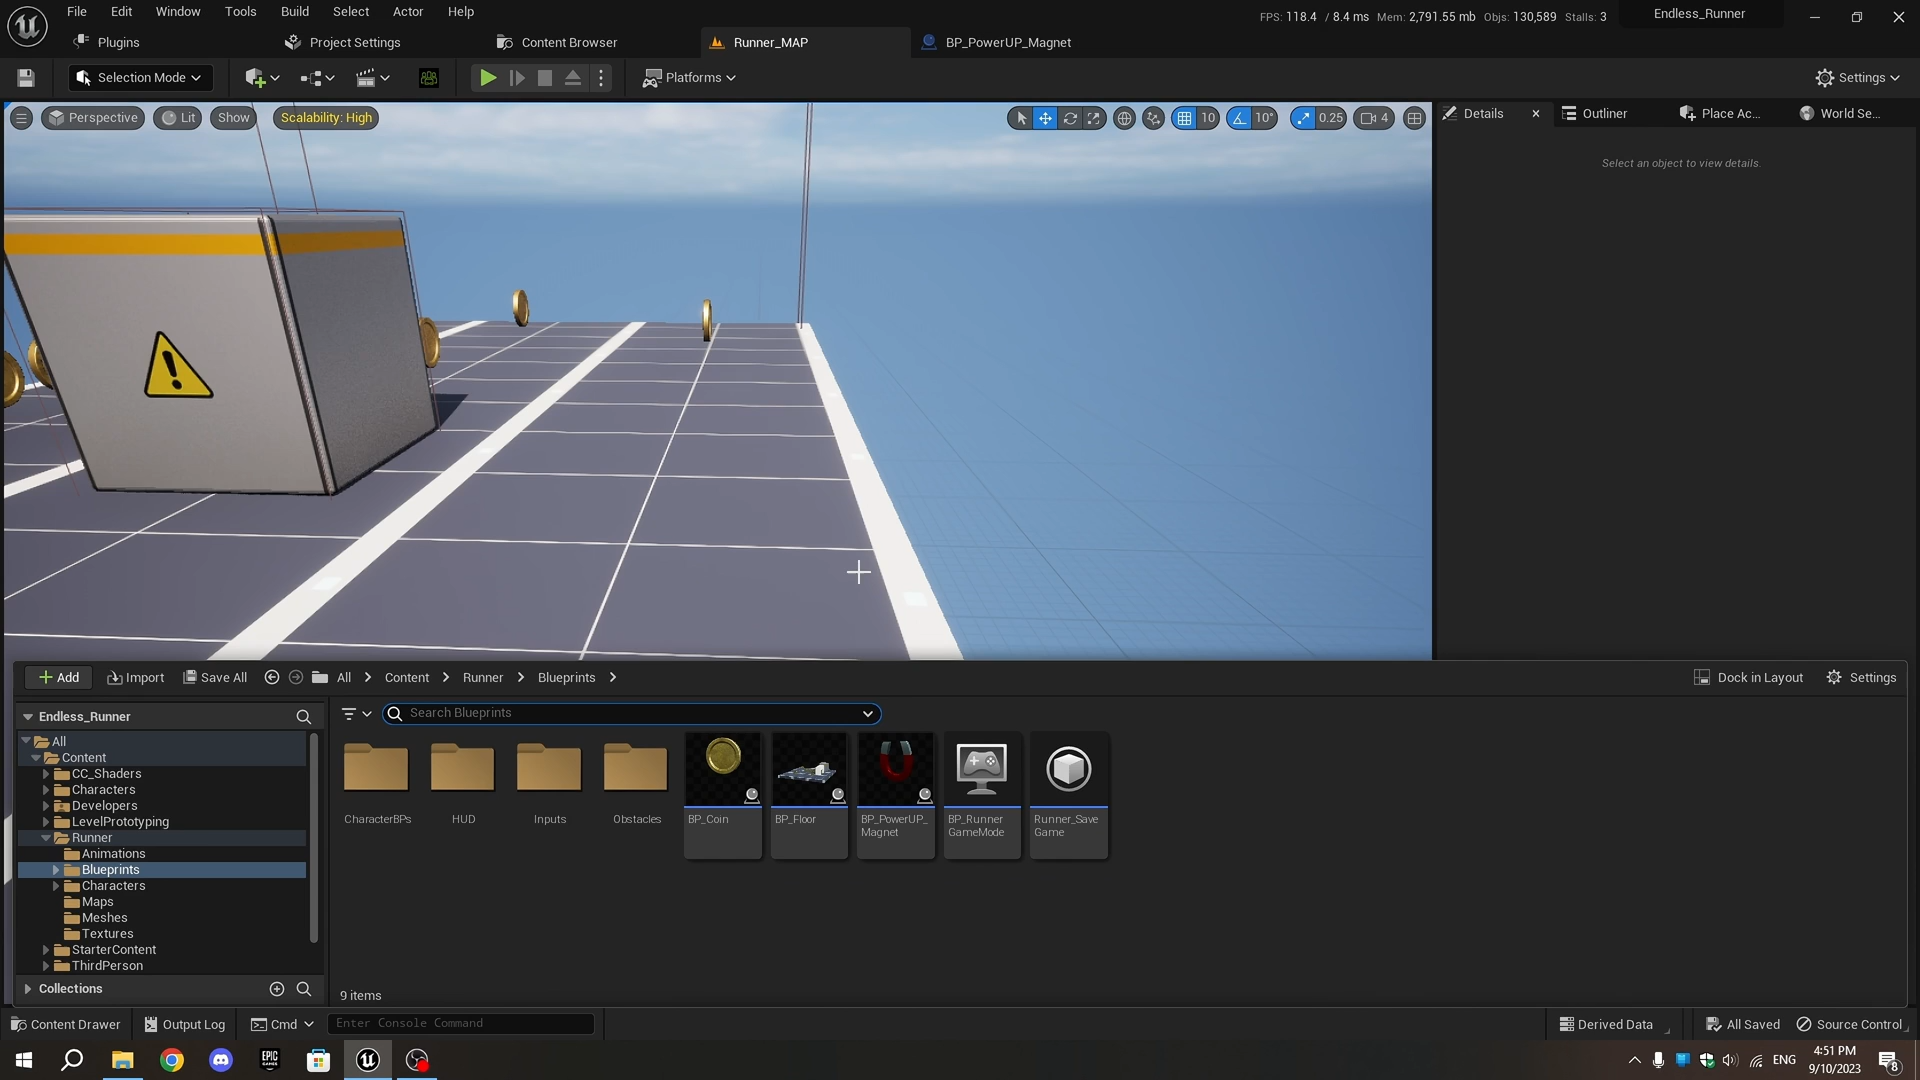 File Edit Window Tools Build Select Actor Help
FPS: 118.4 / 8.4 ms Mem: 2,791.55 mb Objs: 130,589 Stalls: 3
Endless_Runner
Plugins
Project Settings
Content Browser
Runner_MAP
BP_PowerUP_Magnet
Selection Mode
Platforms
Settings
Perspective
Lit
Show
Scalability: High
10
10°
0.25
4
Details
Outliner
Place Ac...
World Se...
Select an object to view details.
Add
Import
Save All
All
Content
Runner
Blueprints
Dock in Layout
Settings
Endless_Runner
Search Blueprints
All
Content
CC_Shaders
Characters
Developers
LevelPrototyping
Runner
Animations
Blueprints
Characters
Maps
Meshes
Textures
StarterContent
ThirdPerson
Collections
CharacterBPs
HUD
Inputs
Obstacles
BP_Coin
BP_Floor
BP_PowerUP_
Magnet
BP_Runner
GameMode
Runner_Save
Game
9 items
Content Drawer
Output Log
Cmd
Enter Console Command
Derived Data
All Saved
Source Control
EPIC
GAMES
ENG
4:51 PM
9/10/2023
8